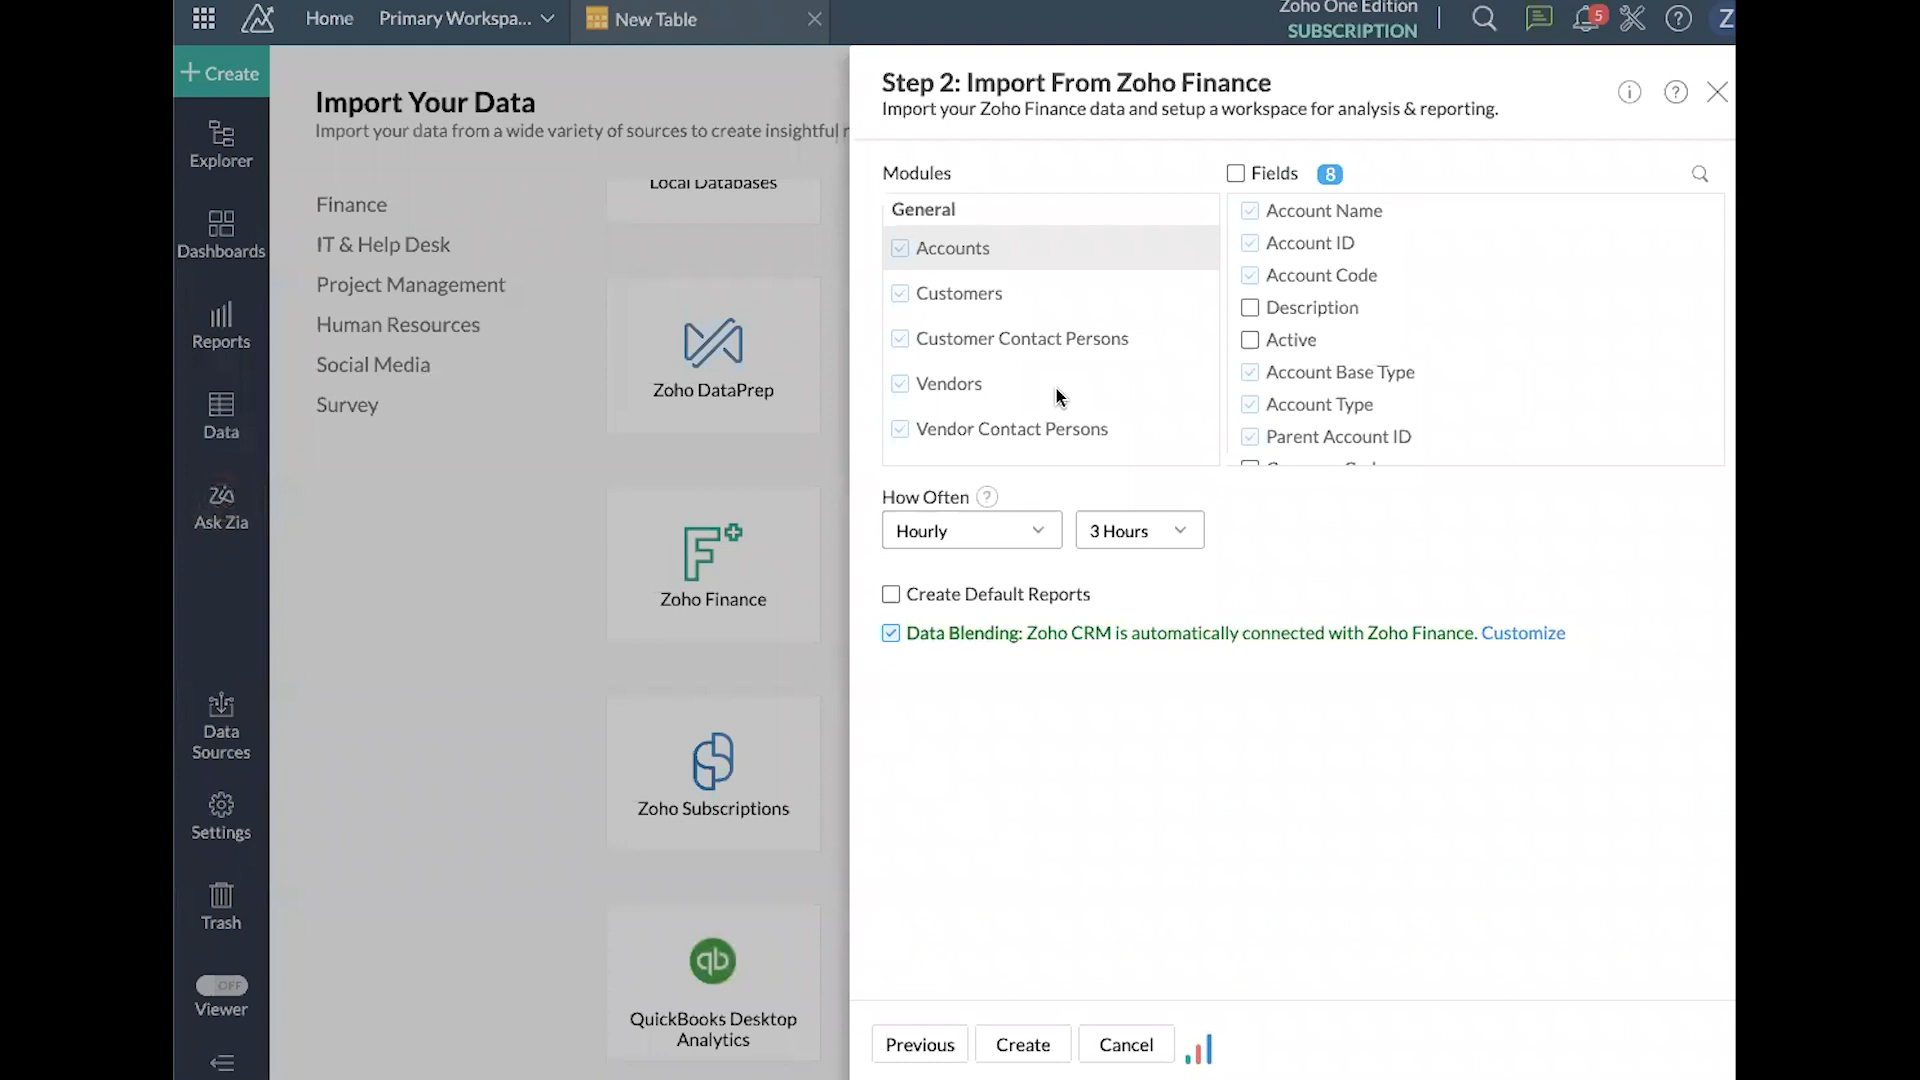 Home
Primary Workspa...
New Table
Zoho One Edition
SUBSCRIPTION
5
Z
Create
Explorer
Dashboards
Reports
Data
Ask Zia
Data
Sources
Settings
Trash
OFF
Viewer
Import Your Data
Import your data from a wide variety of sources to create insightful r
Finance
IT & Help Desk
Project Management
Human Resources
Social Media
Survey
Local Databases
Zoho DataPrep
Zoho Finance
Zoho Subscriptions
qb
QuickBooks Desktop
Analytics
Step 2: Import From Zoho Finance
Import your Zoho Finance data and setup a workspace for analysis & reporting.
Modules
General
Accounts
Customers
Customer Contact Persons
Vendors
Vendor Contact Persons
Fields 8
Account Name
Account ID
Account Code
Description
Active
Account Base Type
Account Type
Parent Account ID
How Often ?
Hourly
3 Hours
Create Default Reports
Data Blending: Zoho CRM is automatically connected with Zoho Finance. Customize
Previous
Create
Cancel